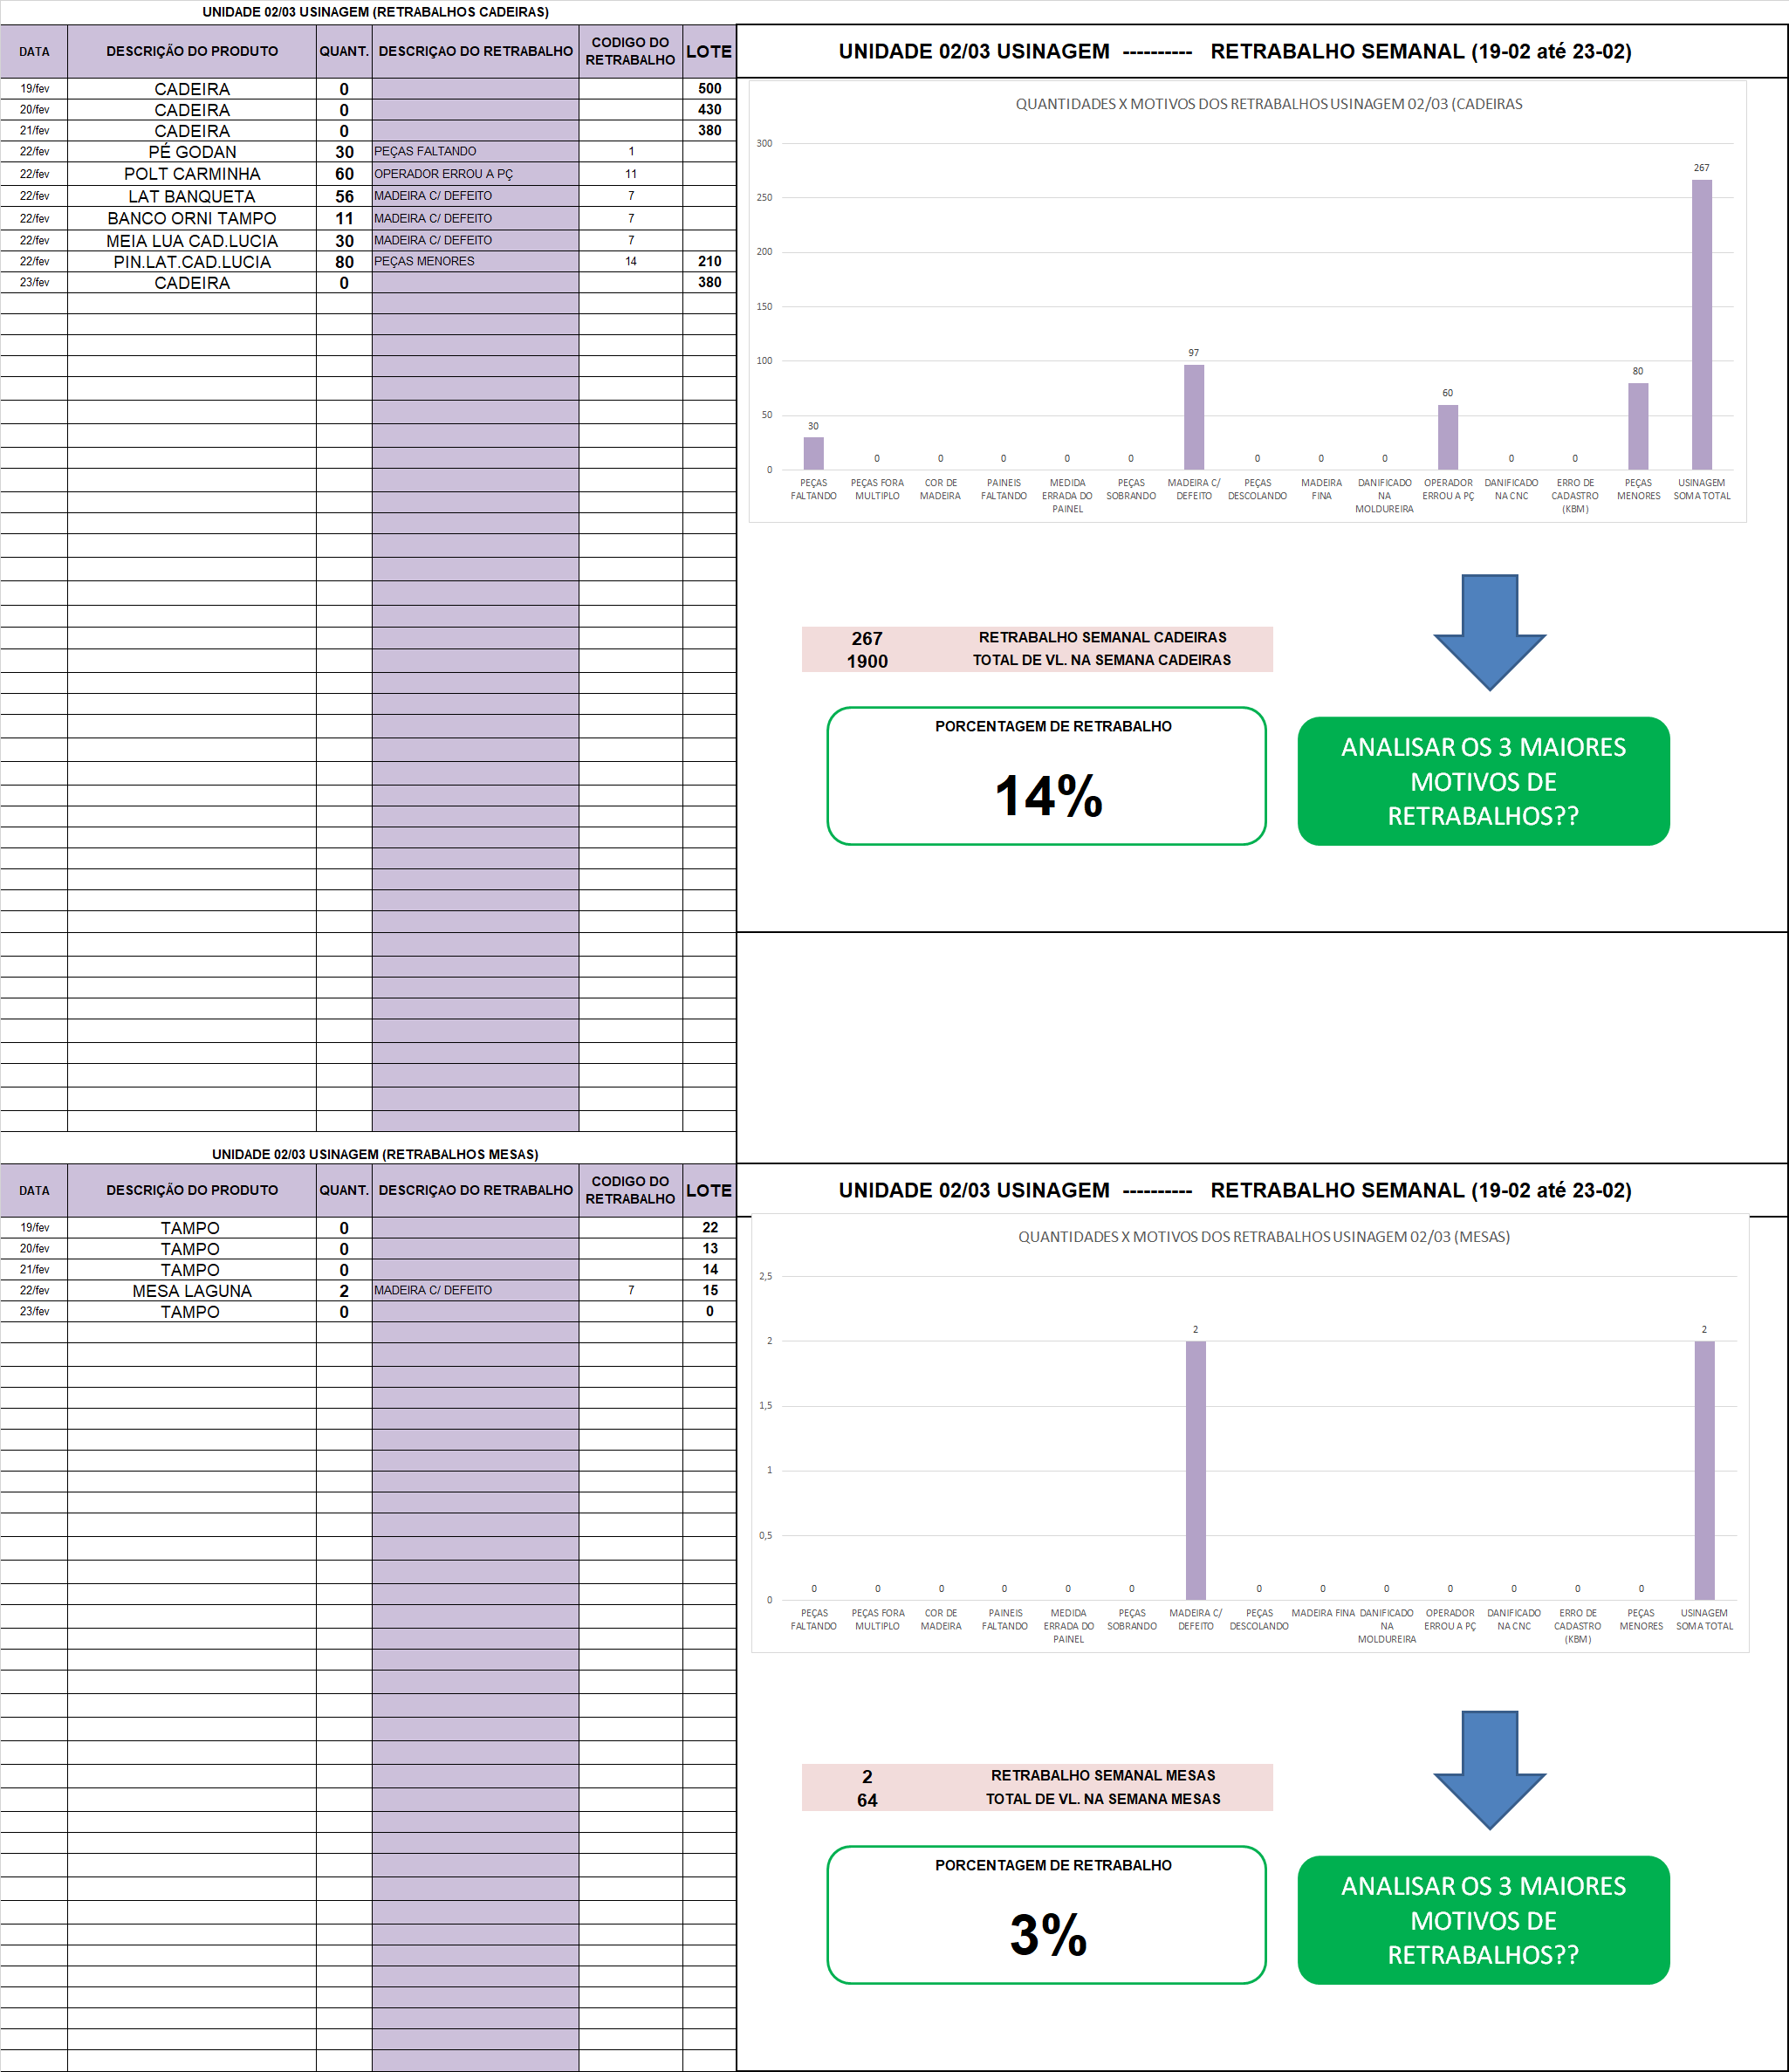 UNIDADE 02/03 USINAGEM (RETRABALHOS CADEIRAS)
DATA DESCRIÇÃO DO PRODUTO QUANT. DESCRIÇAO DO RETRABALHO CODIGO DO RETRABALHO LOTE
19/fev CADEIRA 0 500
20/fev CADEIRA 0 430
21/fev CADEIRA 0 380
22/fev PÉ GODAN 30 PEÇAS FALTANDO 1
22/fev POLT CARMINHA 60 OPERADOR ERROU A PÇ 11
22/fev LAT BANQUETA 56 MADEIRA C/ DEFEITO 7
22/fev BANCO ORNI TAMPO 11 MADEIRA C/ DEFEITO 7
22/fev MEIA LUA CAD.LUCIA 30 MADEIRA C/ DEFEITO 7
22/fev PIN.LAT.CAD.LUCIA 80 PEÇAS MENORES 14 210
23/fev CADEIRA 0 380
UNIDADE 02/03 USINAGEM ---------- RETRABALHO SEMANAL (19-02 até 23-02)
QUANTIDADES X MOTIVOS DOS RETRABALHOS USINAGEM 02/03 (CADEIRAS
300
250
200
150
100
50
0
30 0 0 0 0 0 97 0 0 0 60 0 0 80 267
PEÇAS FALTANDO
PEÇAS FORA MULTIPLO
COR DE MADEIRA
PAINEIS FALTANDO
MEDIDA ERRADA DO PAINEL
PEÇAS SOBRANDO
MADEIRA C/ DEFEITO
PEÇAS DESCOLANDO
MADEIRA FINA
DANIFICADO NA MOLDUREIRA
OPERADOR ERROU A PÇ
DANIFICADO NA CNC
ERRO DE CADASTRO (KBM)
PEÇAS MENORES
USINAGEM SOMA TOTAL
267 RETRABALHO SEMANAL CADEIRAS
1900 TOTAL DE VL. NA SEMANA CADEIRAS
PORCENTAGEM DE RETRABALHO
14%
ANALISAR OS 3 MAIORES
MOTIVOS DE
RETRABALHOS??
UNIDADE 02/03 USINAGEM (RETRABALHOS MESAS)
DATA DESCRIÇÃO DO PRODUTO QUANT. DESCRIÇAO DO RETRABALHO CODIGO DO RETRABALHO LOTE
19/fev TAMPO 0 22
20/fev TAMPO 0 13
21/fev TAMPO 0 14
22/fev MESA LAGUNA 2 MADEIRA C/ DEFEITO 7 15
23/fev TAMPO 0 0
UNIDADE 02/03 USINAGEM ---------- RETRABALHO SEMANAL (19-02 até 23-02)
QUANTIDADES X MOTIVOS DOS RETRABALHOS USINAGEM 02/03 (MESAS)
2,5
2
1,5
1
0,5
0
0 0 0 0 0 0 2 0 0 0 0 0 0 0 2
PEÇAS FALTANDO
PEÇAS FORA MULTIPLO
COR DE MADEIRA
PAINEIS FALTANDO
MEDIDA ERRADA DO PAINEL
PEÇAS SOBRANDO
MADEIRA C/ DEFEITO
PEÇAS DESCOLANDO
MADEIRA FINA
DANIFICADO NA MOLDUREIRA
OPERADOR ERROU A PÇ
DANIFICADO NA CNC
ERRO DE CADASTRO (KBM)
PEÇAS MENORES
USINAGEM SOMA TOTAL
2 RETRABALHO SEMANAL MESAS
64 TOTAL DE VL. NA SEMANA MESAS
PORCENTAGEM DE RETRABALHO
3%
ANALISAR OS 3 MAIORES
MOTIVOS DE
RETRABALHOS??